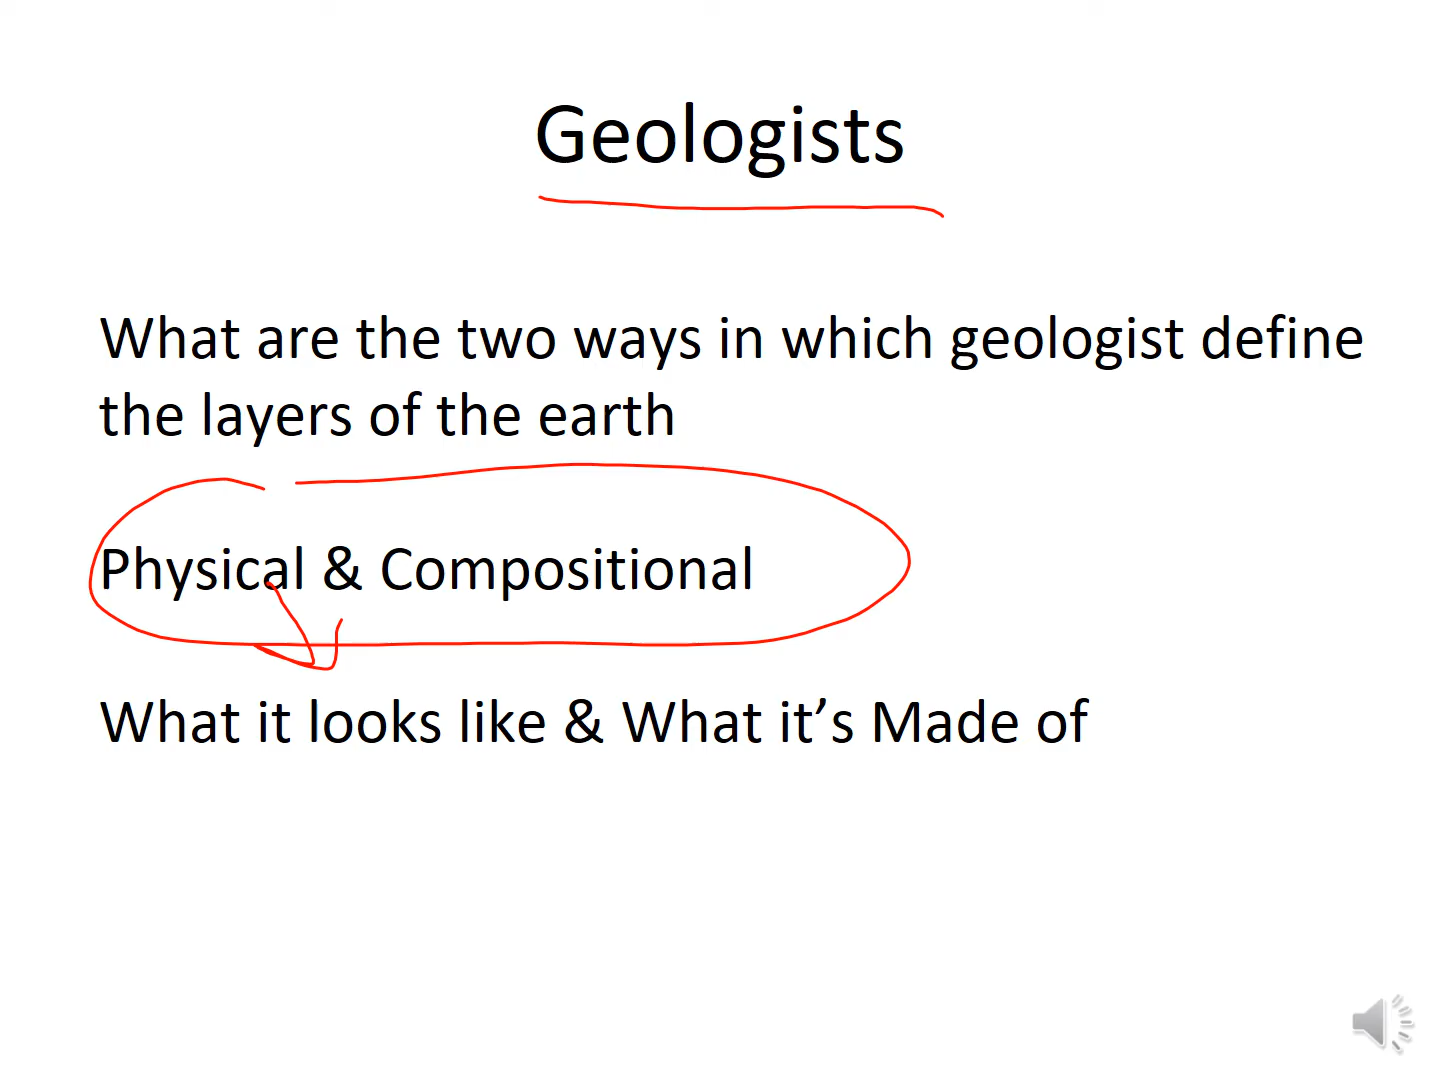 Geologists
What are the two ways in which geologist define
the layers of the earth
Physical & Compositional
What it looks like & What it’s Made of